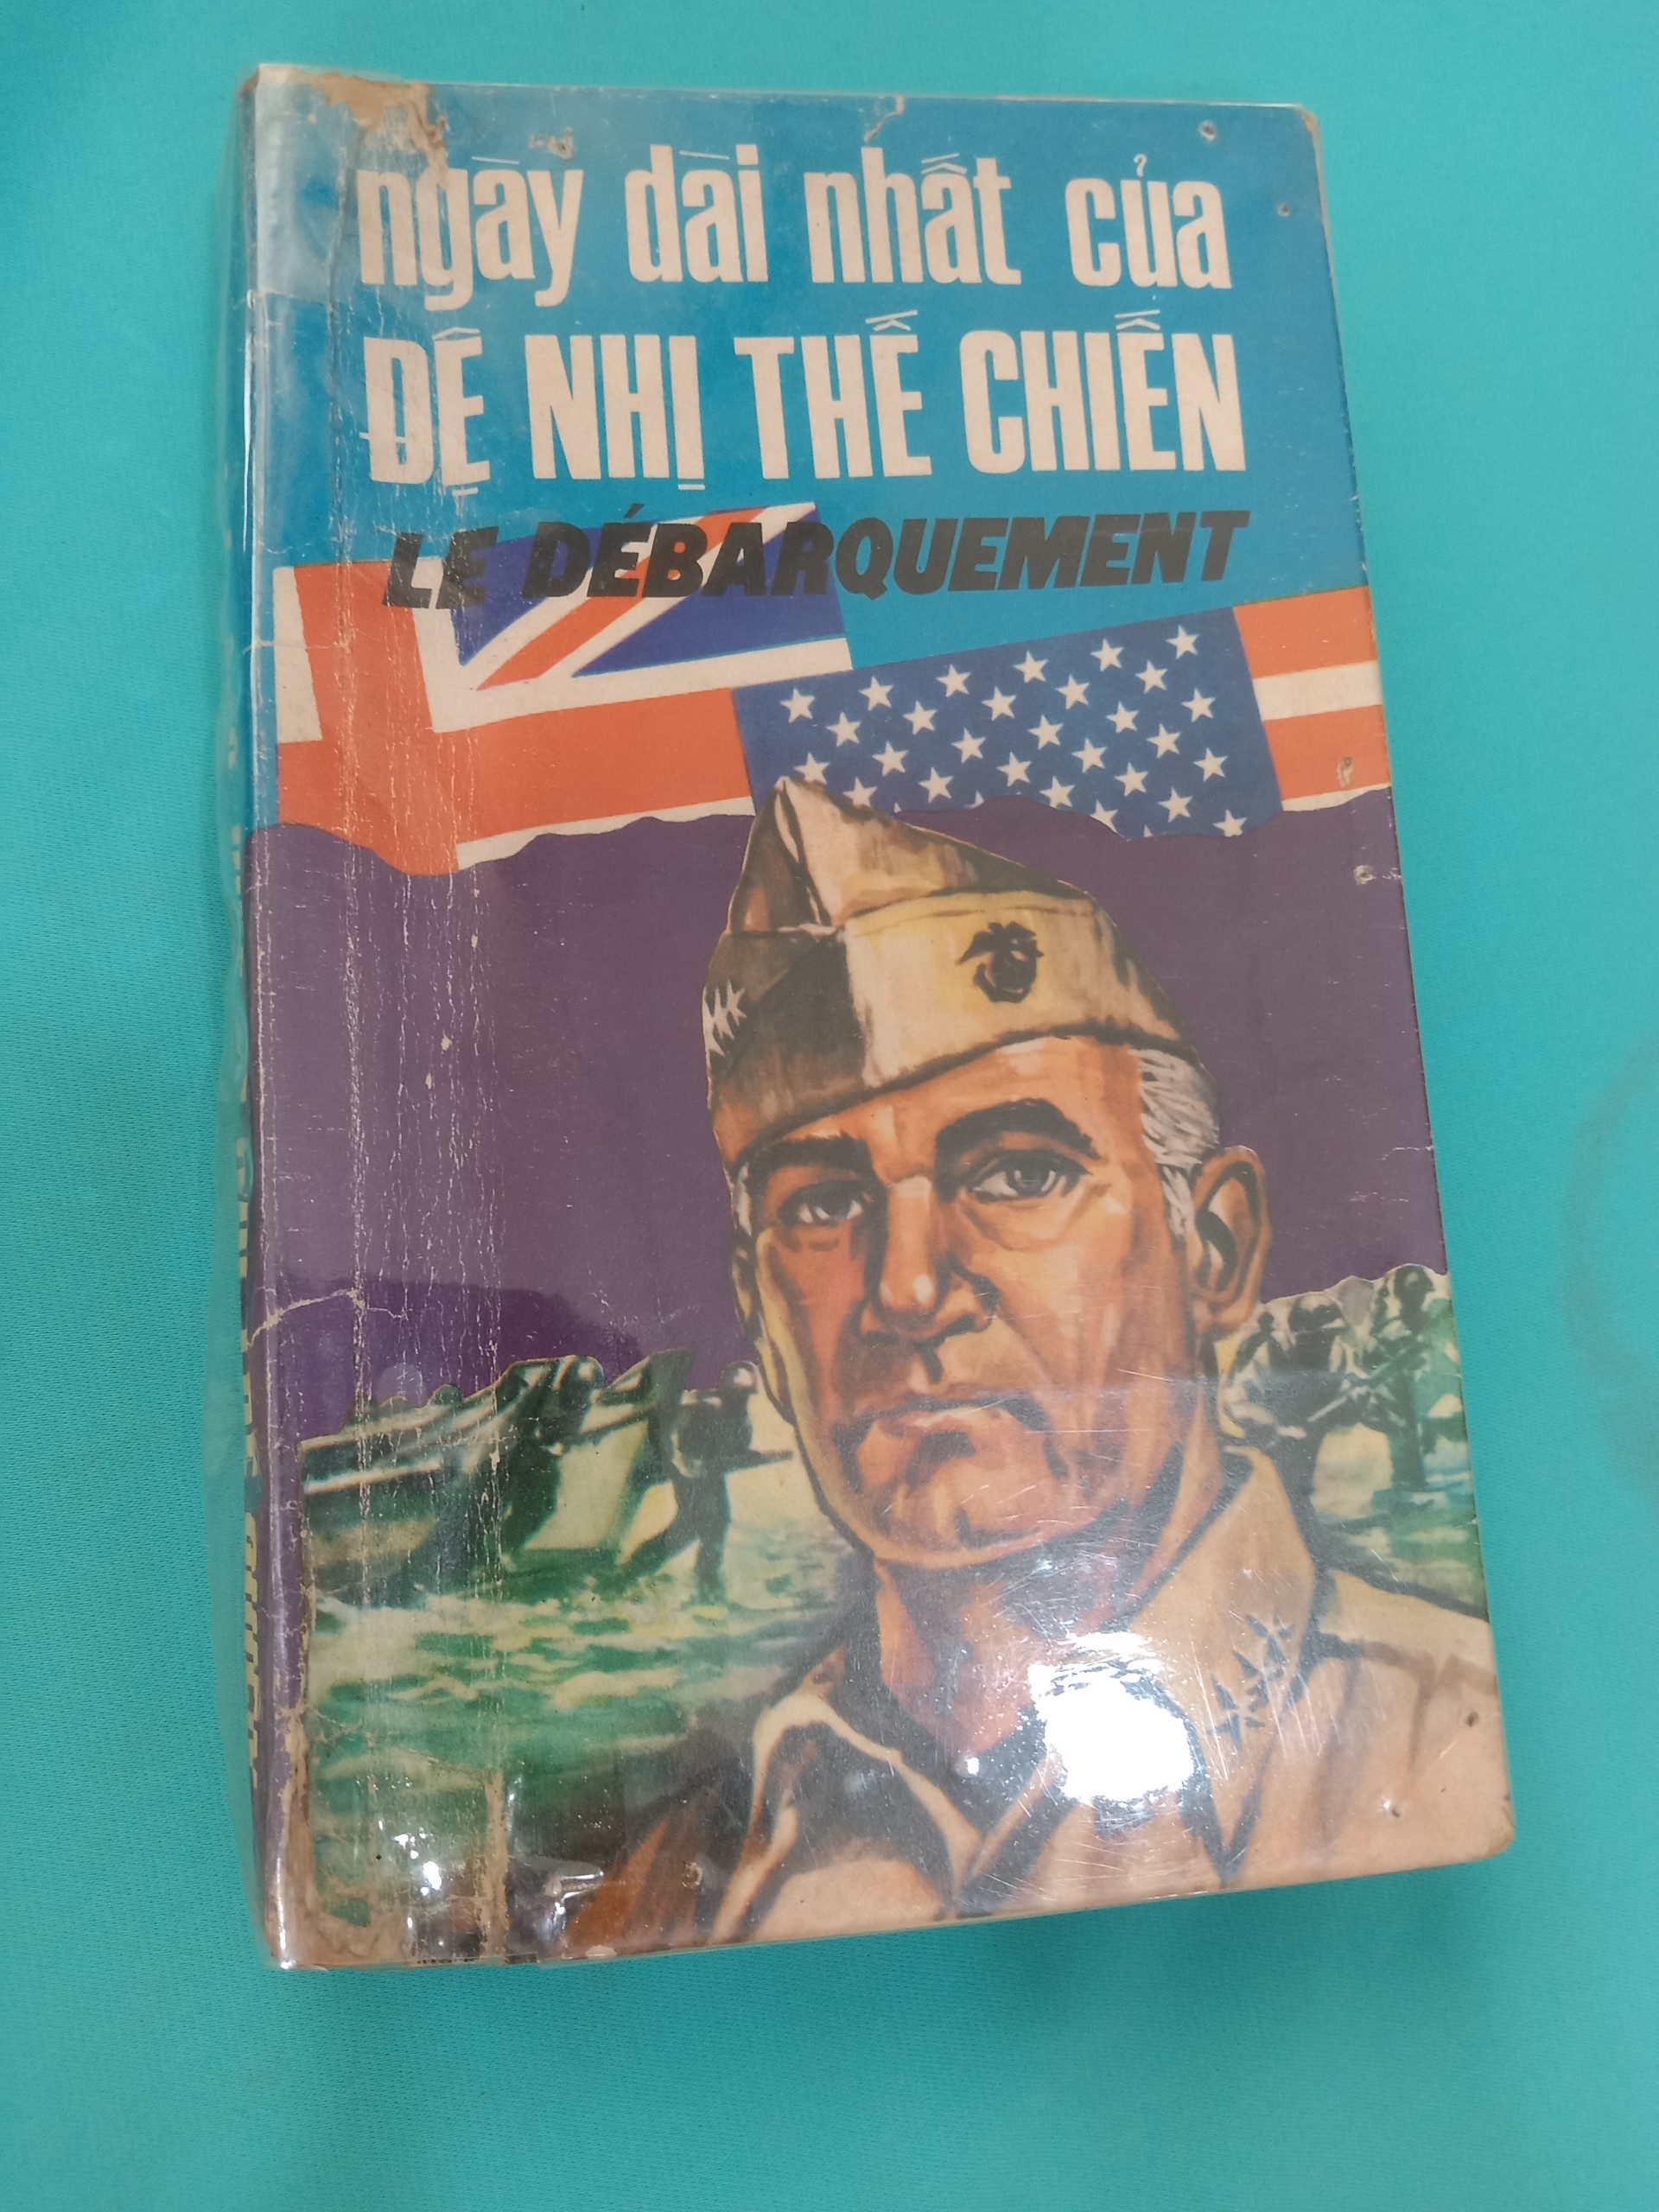 ngày dài nhất của
ĐỆ NHỊ THẾ CHIẾN
LE DÉBARQUEMENT